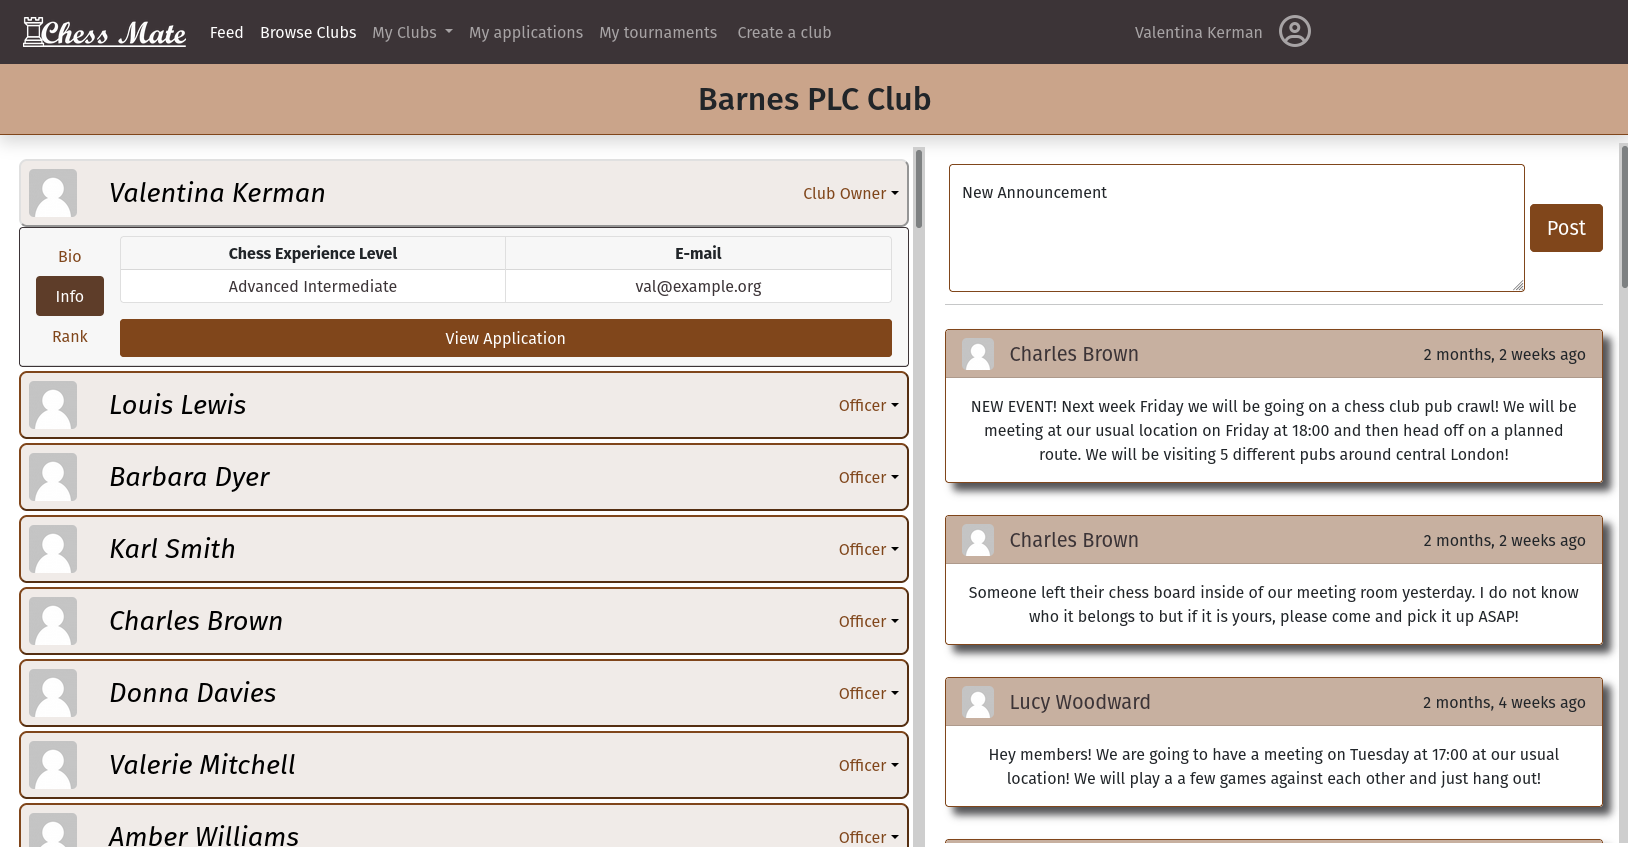 Chess Mate
Feed
Browse Clubs
My Clubs
My applications
My tournaments
Create a club
Valentina Kerman
Barnes PLC Club
Valentina Kerman
Club Owner
Bio
Info
Rank
Chess Experience Level
E-mail
Advanced Intermediate
val@example.org
View Application
Louis Lewis
Officer
Barbara Dyer
Officer
Karl Smith
Officer
Charles Brown
Officer
Donna Davies
Officer
Valerie Mitchell
Officer
Amber Williams
Officer
New Announcement
Post
Charles Brown
2 months, 2 weeks ago
NEW EVENT! Next week Friday we will be going on a chess club pub crawl! We will be
meeting at our usual location on Friday at 18:00 and then head off on a planned
route. We will be visiting 5 different pubs around central London!
Charles Brown
2 months, 2 weeks ago
Someone left their chess board inside of our meeting room yesterday. I do not know
who it belongs to but if it is yours, please come and pick it up ASAP!
Lucy Woodward
2 months, 4 weeks ago
Hey members! We are going to have a meeting on Tuesday at 17:00 at our usual
location! We will play a a few games against each other and just hang out!